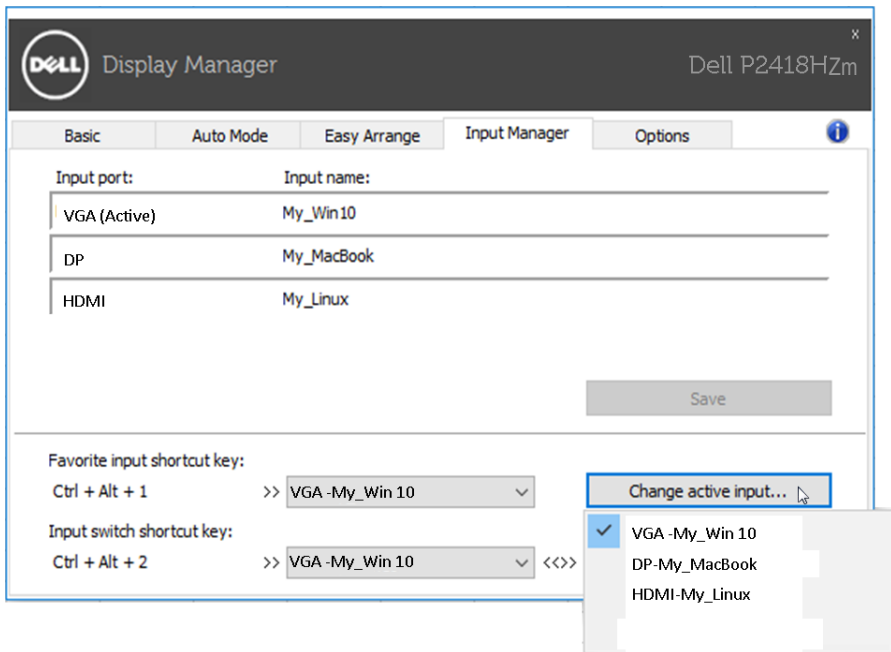 x
DELL Display Manager Dell P2418HZm
Basic Auto Mode Easy Arrange Input Manager Options i
Input port: Input name:
VGA (Active) My_Win10
DP My_MacBook
HDMI My_Linux
Save
Favorite input shortcut key:
Ctrl + Alt + 1 >> VGA -My_Win 10 Change active input...
Input switch shortcut key:
VGA -My_Win 10
Ctrl + Alt + 2 >> VGA -My_Win 10 <<>>
DP-My_MacBook
HDMI-My_Linux